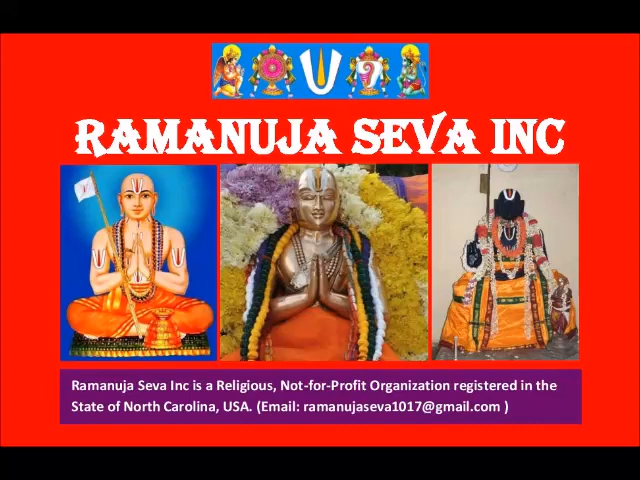 RAMANUJA SEVA INC
Ramanuja Seva Inc is a Religious, Not-for-Profit Organization registered in the
State of North Carolina, USA. (Email: ramanujaseva1017@gmail.com )